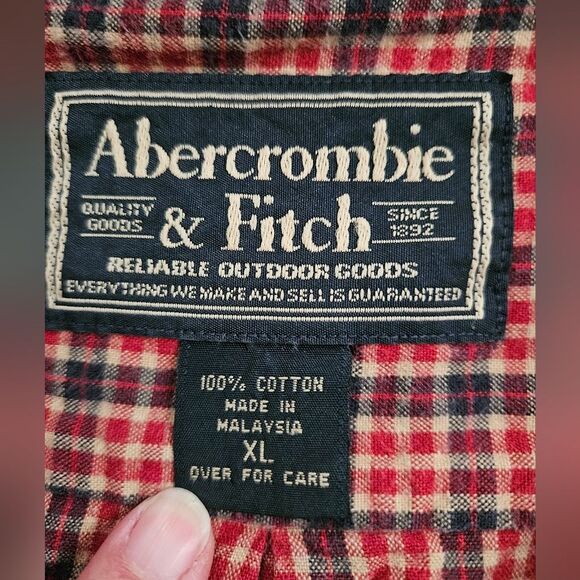 Abercrombie
QUALITY GOODS & Fitch SINCE 1892
RELIABLE OUTDOOR GOODS
EVERYTHING WE MAKE AND SELL IS GUARANTEED
100% COTTON
MADE IN
MALAYSIA
XL
OVER FOR CARE